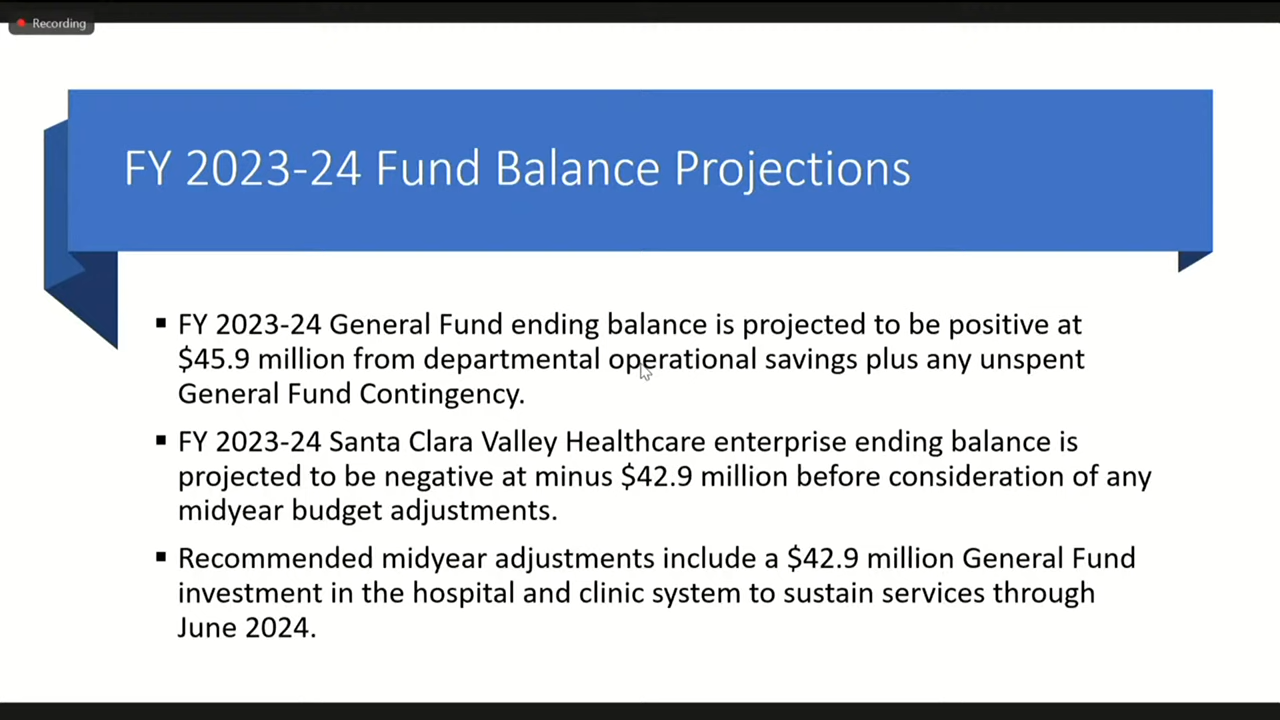 Recording
FY 2023-24 Fund Balance Projections
▪ FY 2023-24 General Fund ending balance is projected to be positive at
$45.9 million from departmental operational savings plus any unspent
General Fund Contingency.
▪ FY 2023-24 Santa Clara Valley Healthcare enterprise ending balance is
projected to be negative at minus $42.9 million before consideration of any
midyear budget adjustments.
▪ Recommended midyear adjustments include a $42.9 million General Fund
investment in the hospital and clinic system to sustain services through
June 2024.